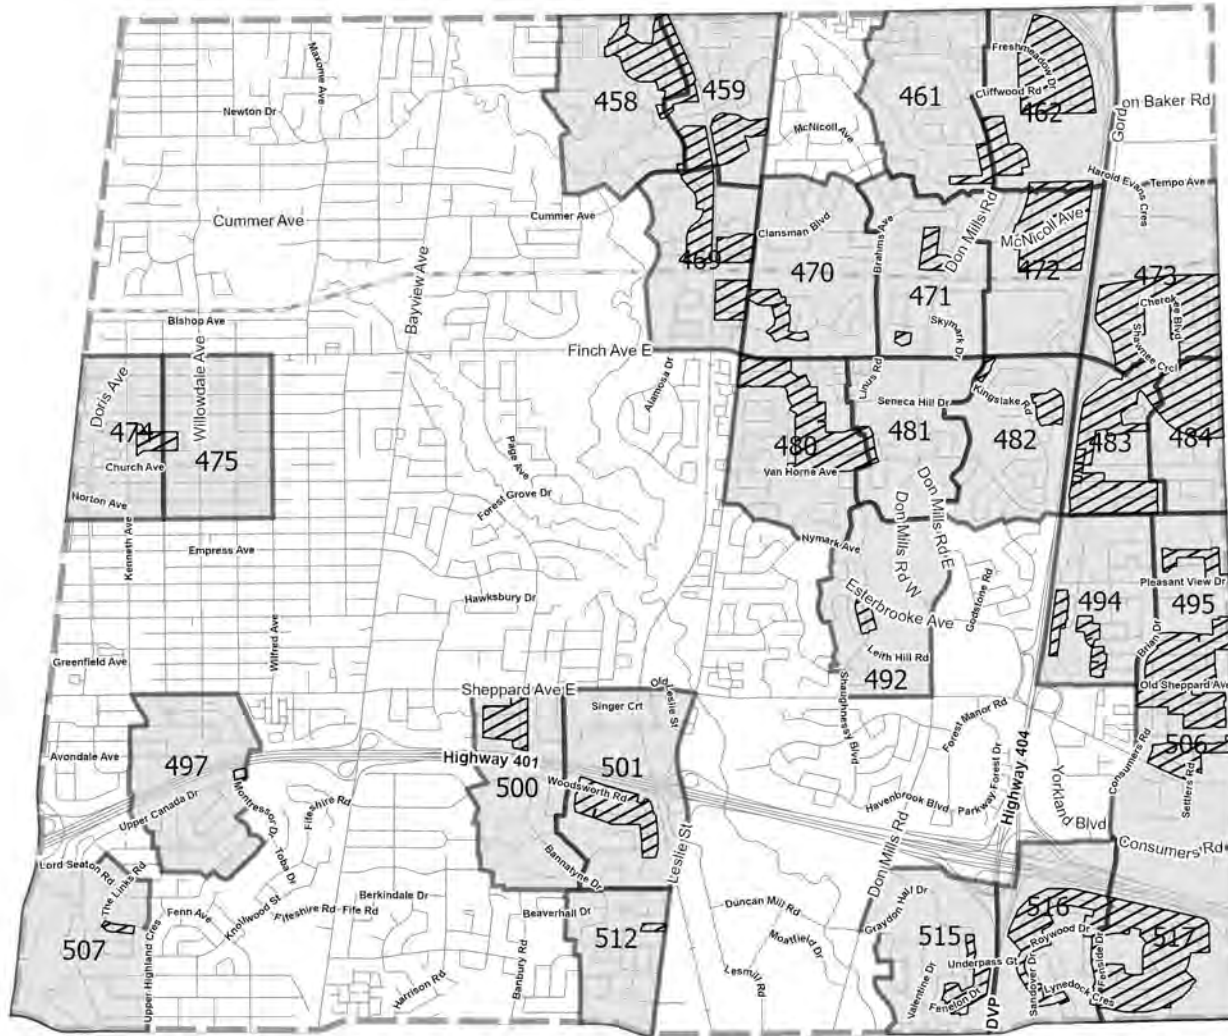 Maxome Ave
Newton Dr
458
459
461
462
Freshmeadow Dr
Cliffwood Rd
Gordon Baker Rd
McNicoll Ave
Harold Evans Cres
Tempo Ave
Cummer Ave
Cummer Ave
Clansman Blvd
Brahms Ave
Don Mills Rd
McNicoll Ave
469
470
471
472
473
Bayview Ave
Bishop Ave
Willowdale Ave
Doris Ave
Finch Ave E
Alamosa Dr
Skymark Dr
Linus Rd
Cherokee Blvd
Shawnee Crcl
Seneca Hill Dr
Kingslake Rd
474
475
480
481
482
483
484
Church Ave
Norton Ave
Kenneth Ave
Empress Ave
Page Ave
Forest Grove Dr
Van Horne Ave
Don Mills Rd W
Don Mills Rd E
Nymark Ave
Hawksbury Dr
Esterbrooke Ave
Godstone Rd
Pleasant View Dr
494
495
Brian Dr
Wilfred Ave
Greenfield Ave
Leith Hill Rd
492
Shaughnessy Blvd
Old Sheppard Ave
Sheppard Ave E
Old Leslie St
Singer Crt
Forest Manor Rd
497
Avondale Ave
Highway 401
500
501
Woodsworth Rd
Parkway Forest Dr
Highway 404
Havenbrook Blvd
Yorkland Blvd
Consumers Rd
506
5
Settlers Rd
Consumers Rd
Upper Canada Dr
Montressor Dr
Fifeshire Rd
Toba Dr
Lord Seaton Rd
The Links Rd
Bannatyne Dr
Leslie St
Don Mills Rd
Graydon Hall Dr
Fenn Ave
Knollwood St
Fifeshire Rd
Fife Rd
Berkindale Dr
Beaverhall Dr
Duncan Mill Rd
Moatfield Dr
Lesmill Rd
507
Upper Highland Cres
Harrison Rd
Banbury Rd
512
515
516
517
Underpass Gt
Roywood Dr
Valentine Dr
Fenelon Dr
DVP
Sandover Dr
Lynedock Cres
Fenside Dr